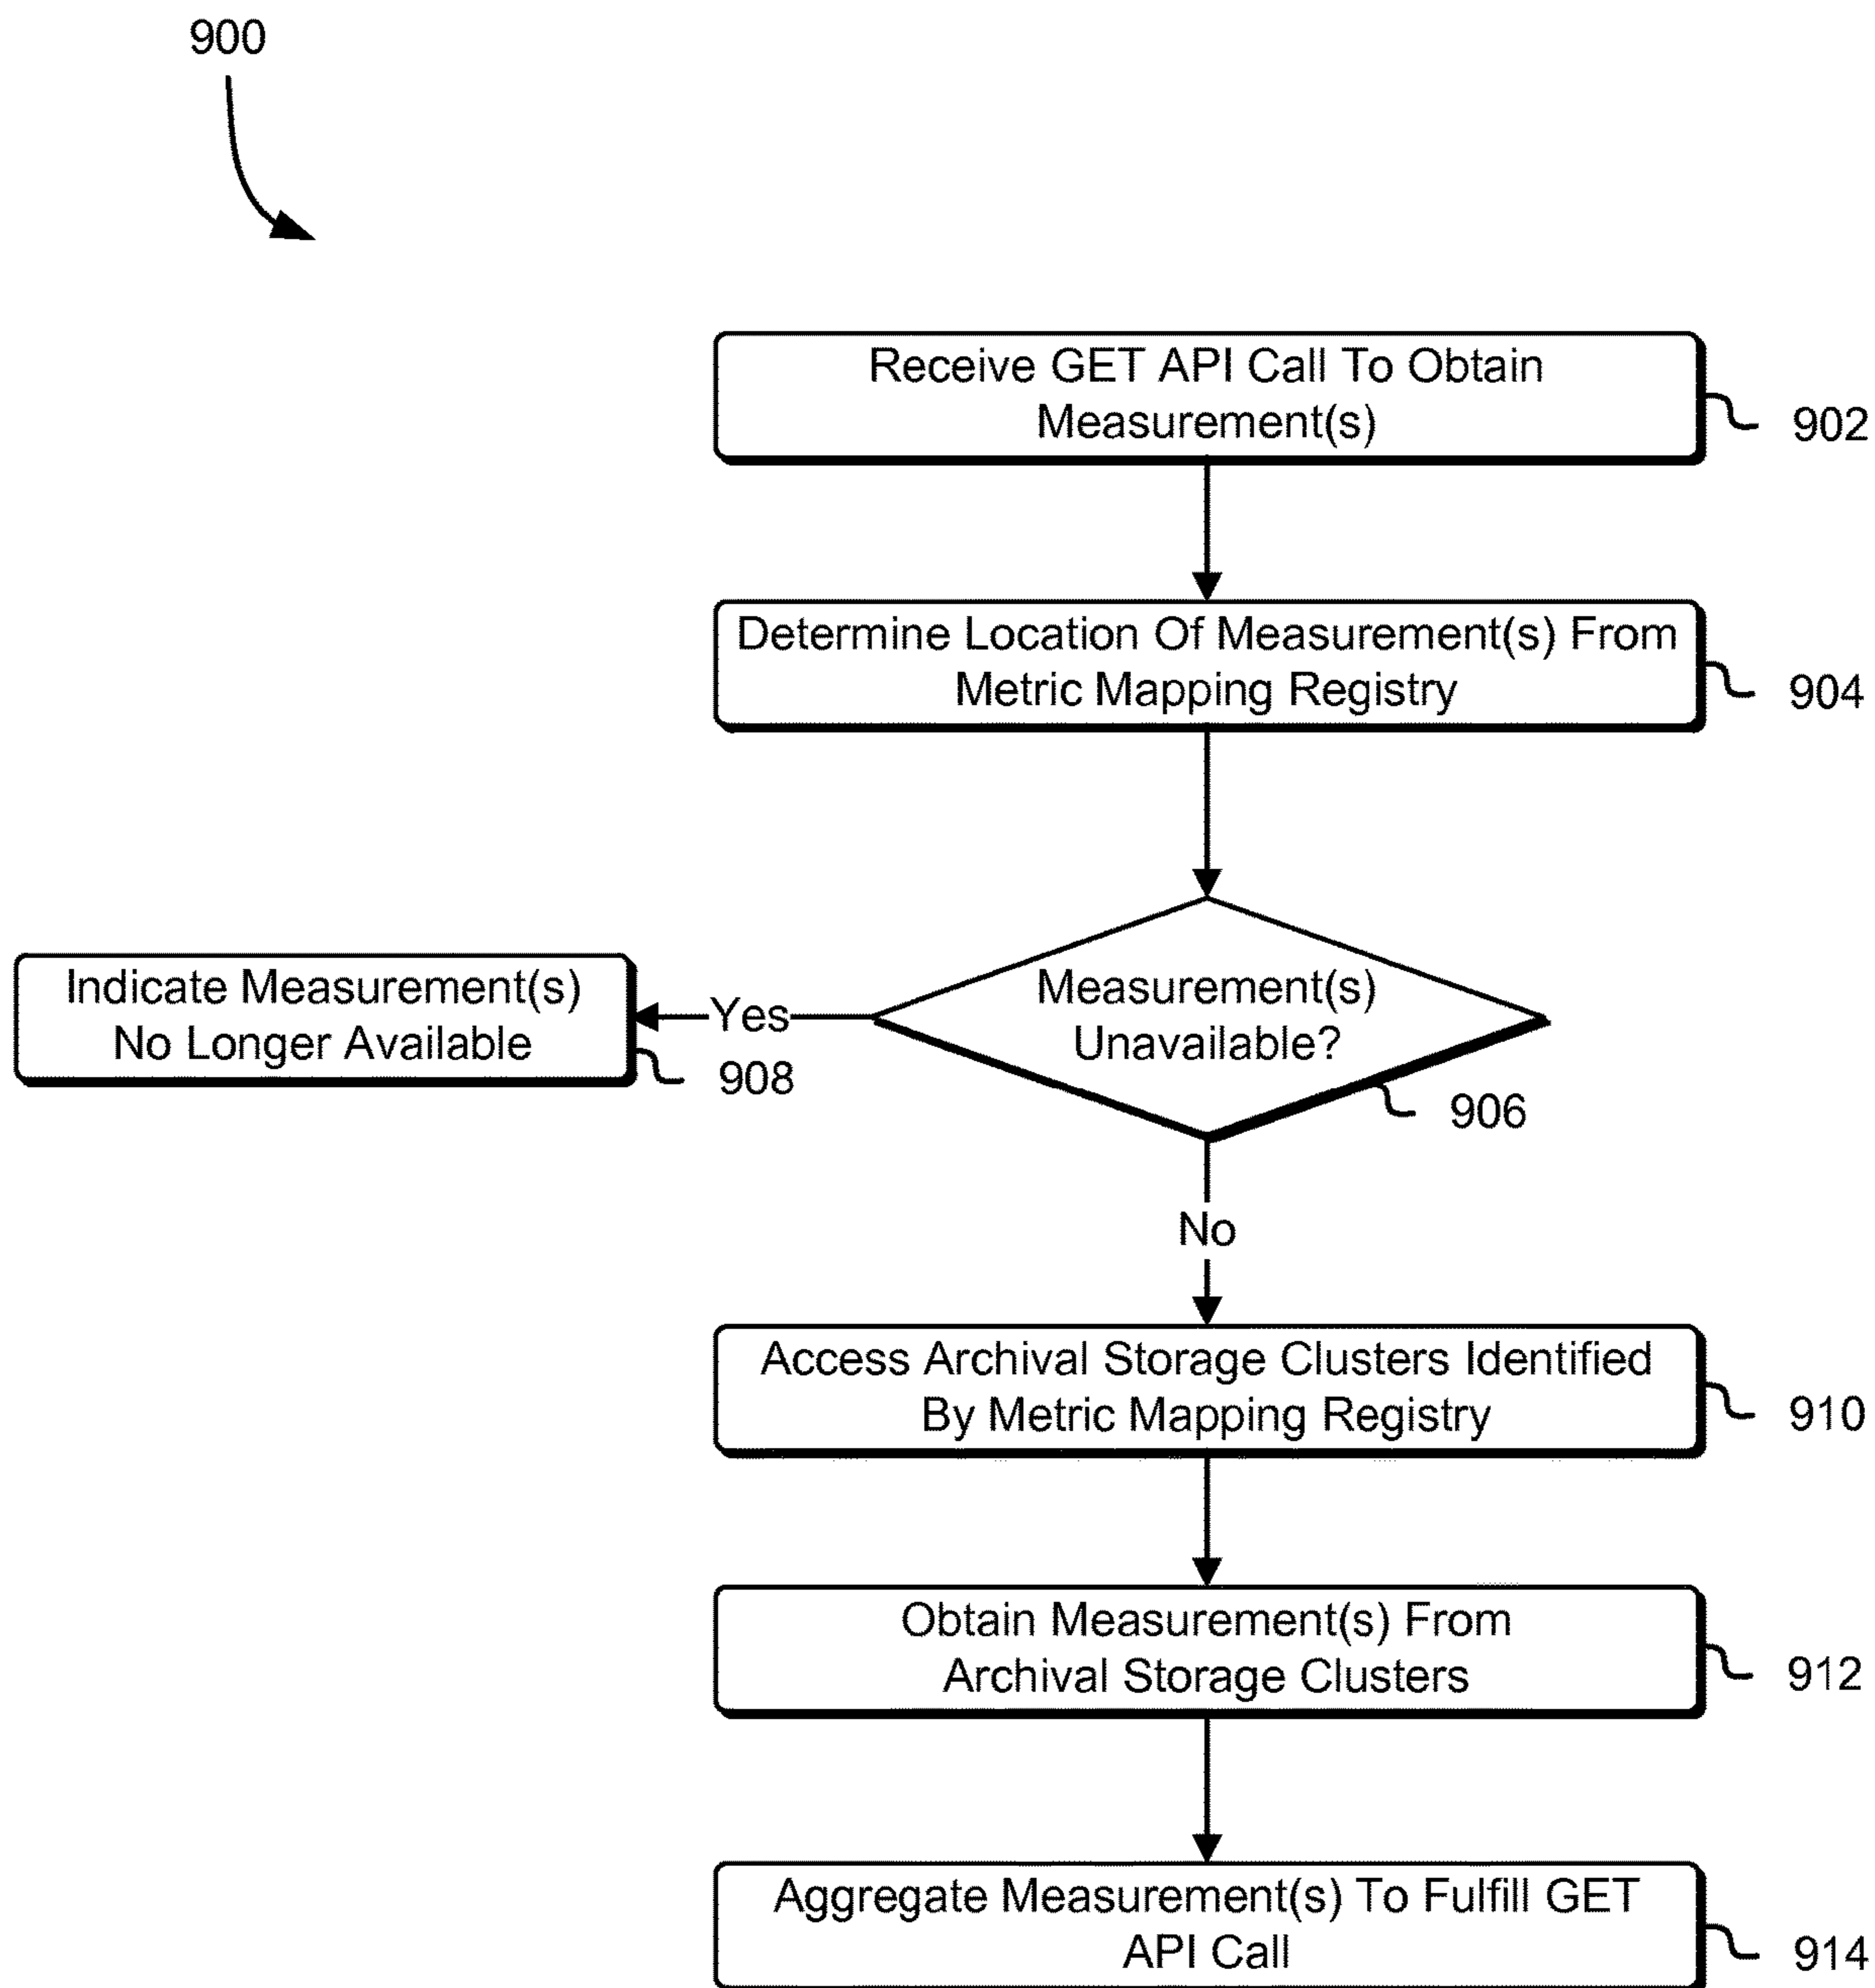 900
Receive GET API Call To Obtain
Measurement(s)
902
Determine Location Of Measurement(s) From
Metric Mapping Registry
904
Measurement(s)
Unavailable?
906
Yes
Indicate Measurement(s)
No Longer Available
908
No
Access Archival Storage Clusters Identified
By Metric Mapping Registry
910
Obtain Measurement(s) From
Archival Storage Clusters
912
Aggregate Measurement(s) To Fulfill GET
API Call
914